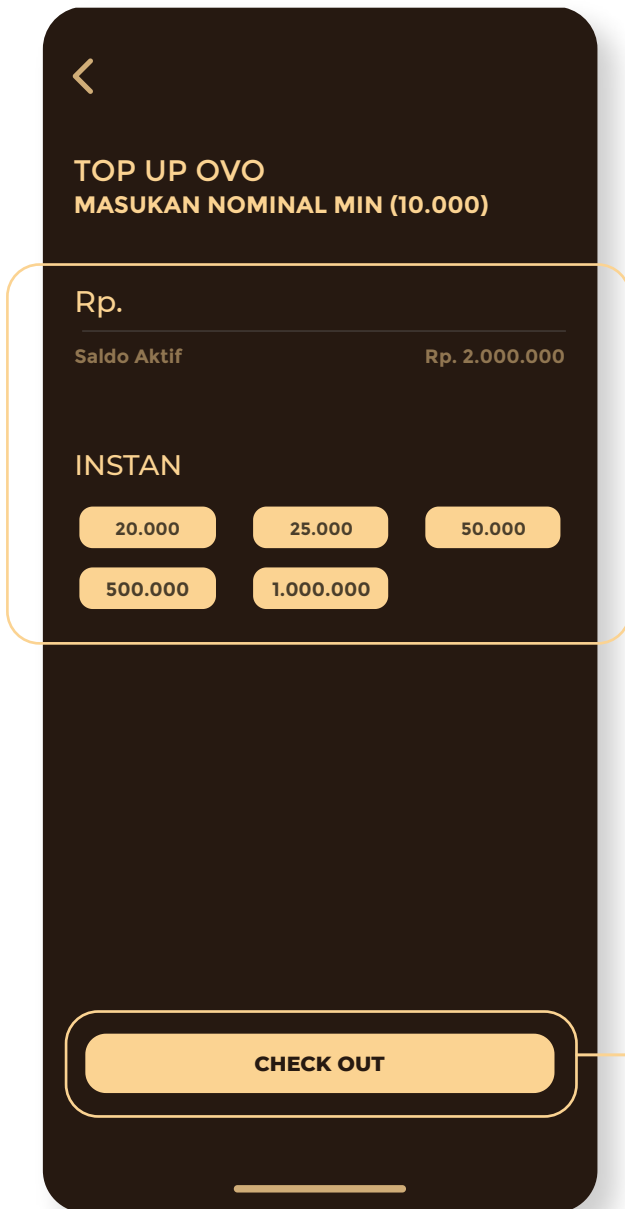 TOP UP OVO
MASUKAN NOMINAL MIN (10.000)
Rp.
Saldo Aktif Rp. 2.000.000
INSTAN
20.000 25.000 50.000
500.000 1.000.000
CHECK OUT